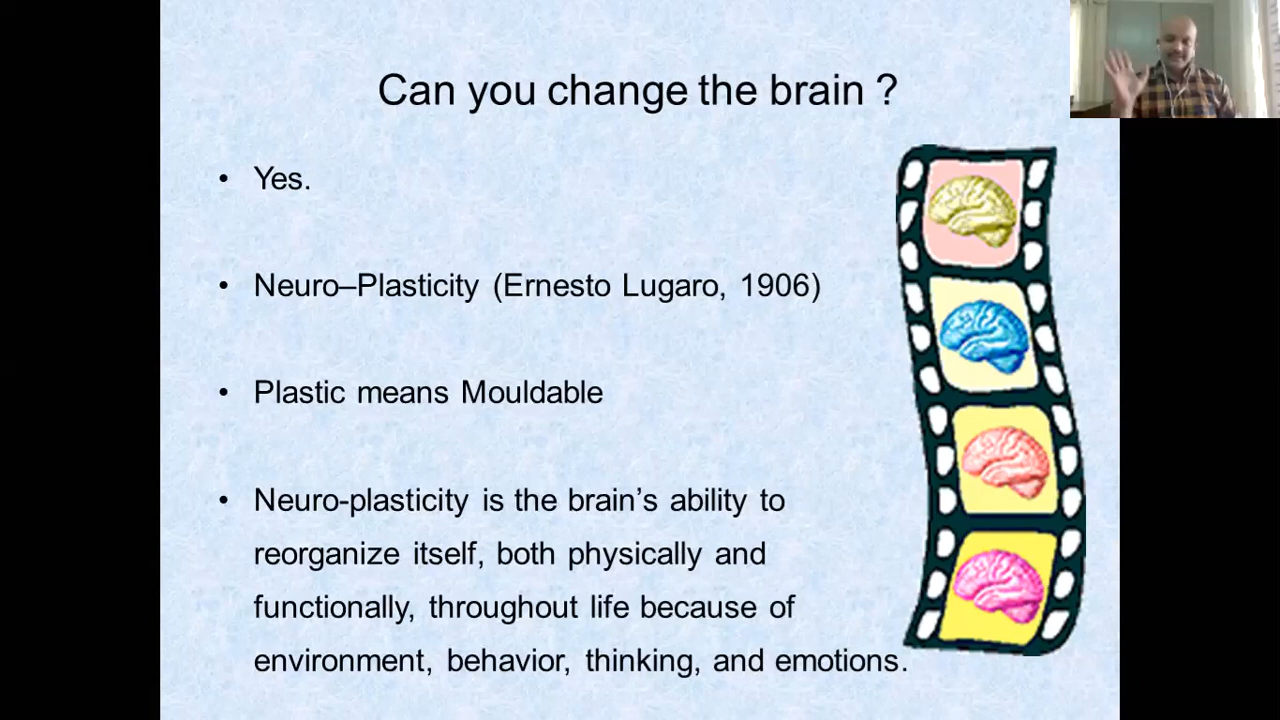 Can you change the brain ?
• Yes.
• Neuro–Plasticity (Ernesto Lugaro, 1906)
• Plastic means Mouldable
• Neuro-plasticity is the brain’s ability to
reorganize itself, both physically and
functionally, throughout life because of
environment, behavior, thinking, and emotions.